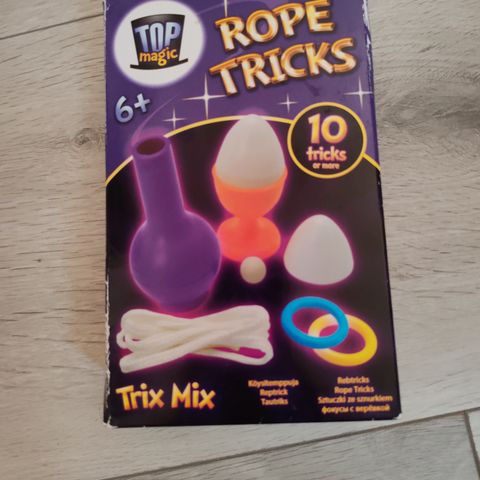 TOP
magic
ROPE
TRICKS
6+
10
tricks
or more
Trix Mix
Köysitemppuja
Reptrick
Tautriks
Rebtricks
Rope Tricks
Sztuczki ze sznurkiem
фокусы с верёвкой